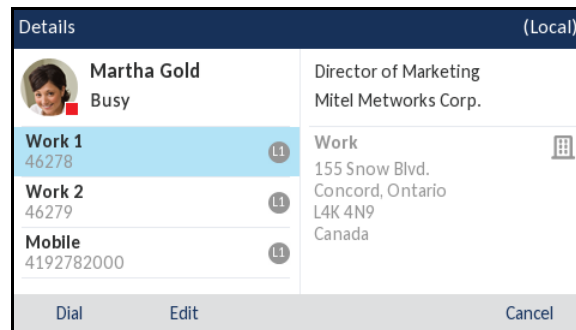 Details
(Local)
Martha Gold
Busy
Director of Marketing
Mitel Metworks Corp.
Work 1
46278
L1
Work 2
46279
L1
Mobile
4192782000
L1
Work
155 Snow Blvd.
Concord, Ontario
L4K 4N9
Canada
Dial
Edit
Cancel